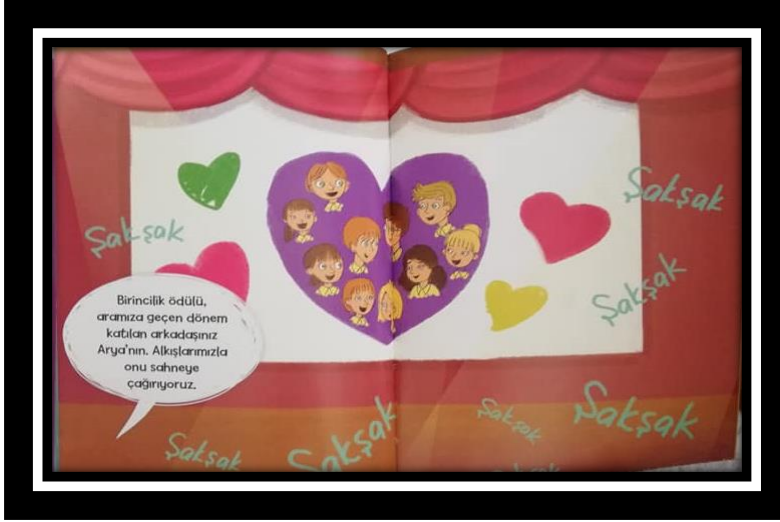 Şakşak
Şakşak
Birincilik ödülü,
aramıza geçen dönem
katılan arkadaşınız
Arya'nın. Alkışlarımızla
onu sahneye
çağırıyoruz.
Şakşak
Şakşak
Şakşak
Şakşak
Şakşak